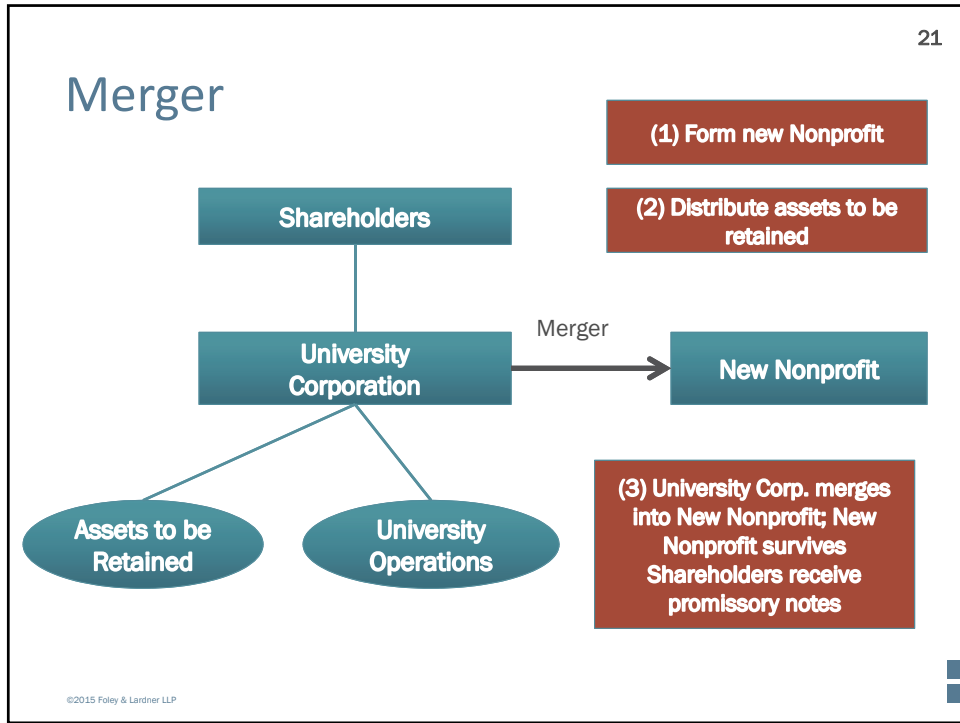 21
Merger
(1) Form new Nonprofit
Shareholders
(2) Distribute assets to be
retained
Merger
University
Corporation
New Nonprofit
Assets to be
Retained
University
Operations
(3) University Corp. merges
into New Nonprofit; New
Nonprofit survives
Shareholders receive
promissory notes
©2015 Foley & Lardner LLP